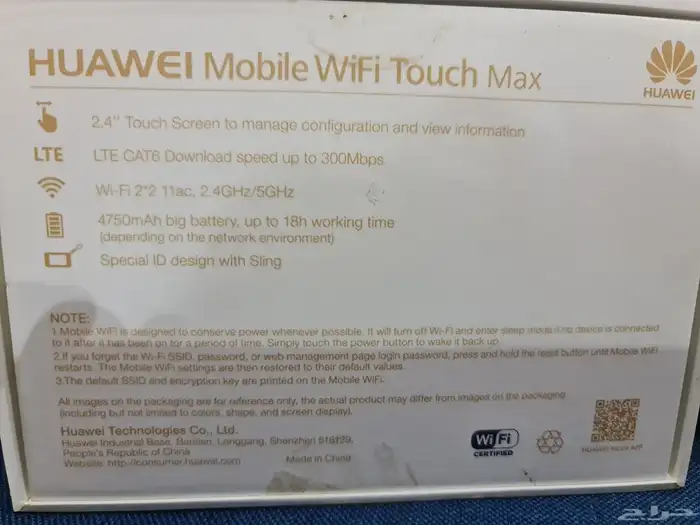 HUAWEI Mobile WiFi Touch Max
HUAWEI
2.4'' Touch Screen to manage configuration and view information
LTE
LTE CAT6 Download speed up to 300Mbps
Wi-Fi 2*2 11ac, 2.4GHz/5GHz
4750mAh big battery, up to 18h working time
(depending on the network environment)
Special ID design with Sling
NOTE:
1.Mobile WiFi is designed to conserve power whenever possible. It will turn off Wi-Fi and enter sleep mode if no device is connected
to it after it has been on for a period of time. Simply touch the power button to wake it back up.
2.If you forget the Wi-Fi SSID, password, or web management page login password, press and hold the reset button until Mobile WiFi
restarts. The Mobile WiFi settings are then restored to their default values.
3.The default SSID and encryption key are printed on the Mobile WiFi.
All images on the packaging are for reference only, the actual product may differ from images on the packaging
(including but not limited to colors, shape, and screen display).
Huawei Technologies Co., Ltd.
Huawei Industrial Base, Bantian, Longgang, Shenzhen 518129,
People's Republic of China
Website: http://consumer.huawei.com
Made in China
Wi Fi
CERTIFIED
HUAWEI HiLink APP
حراج